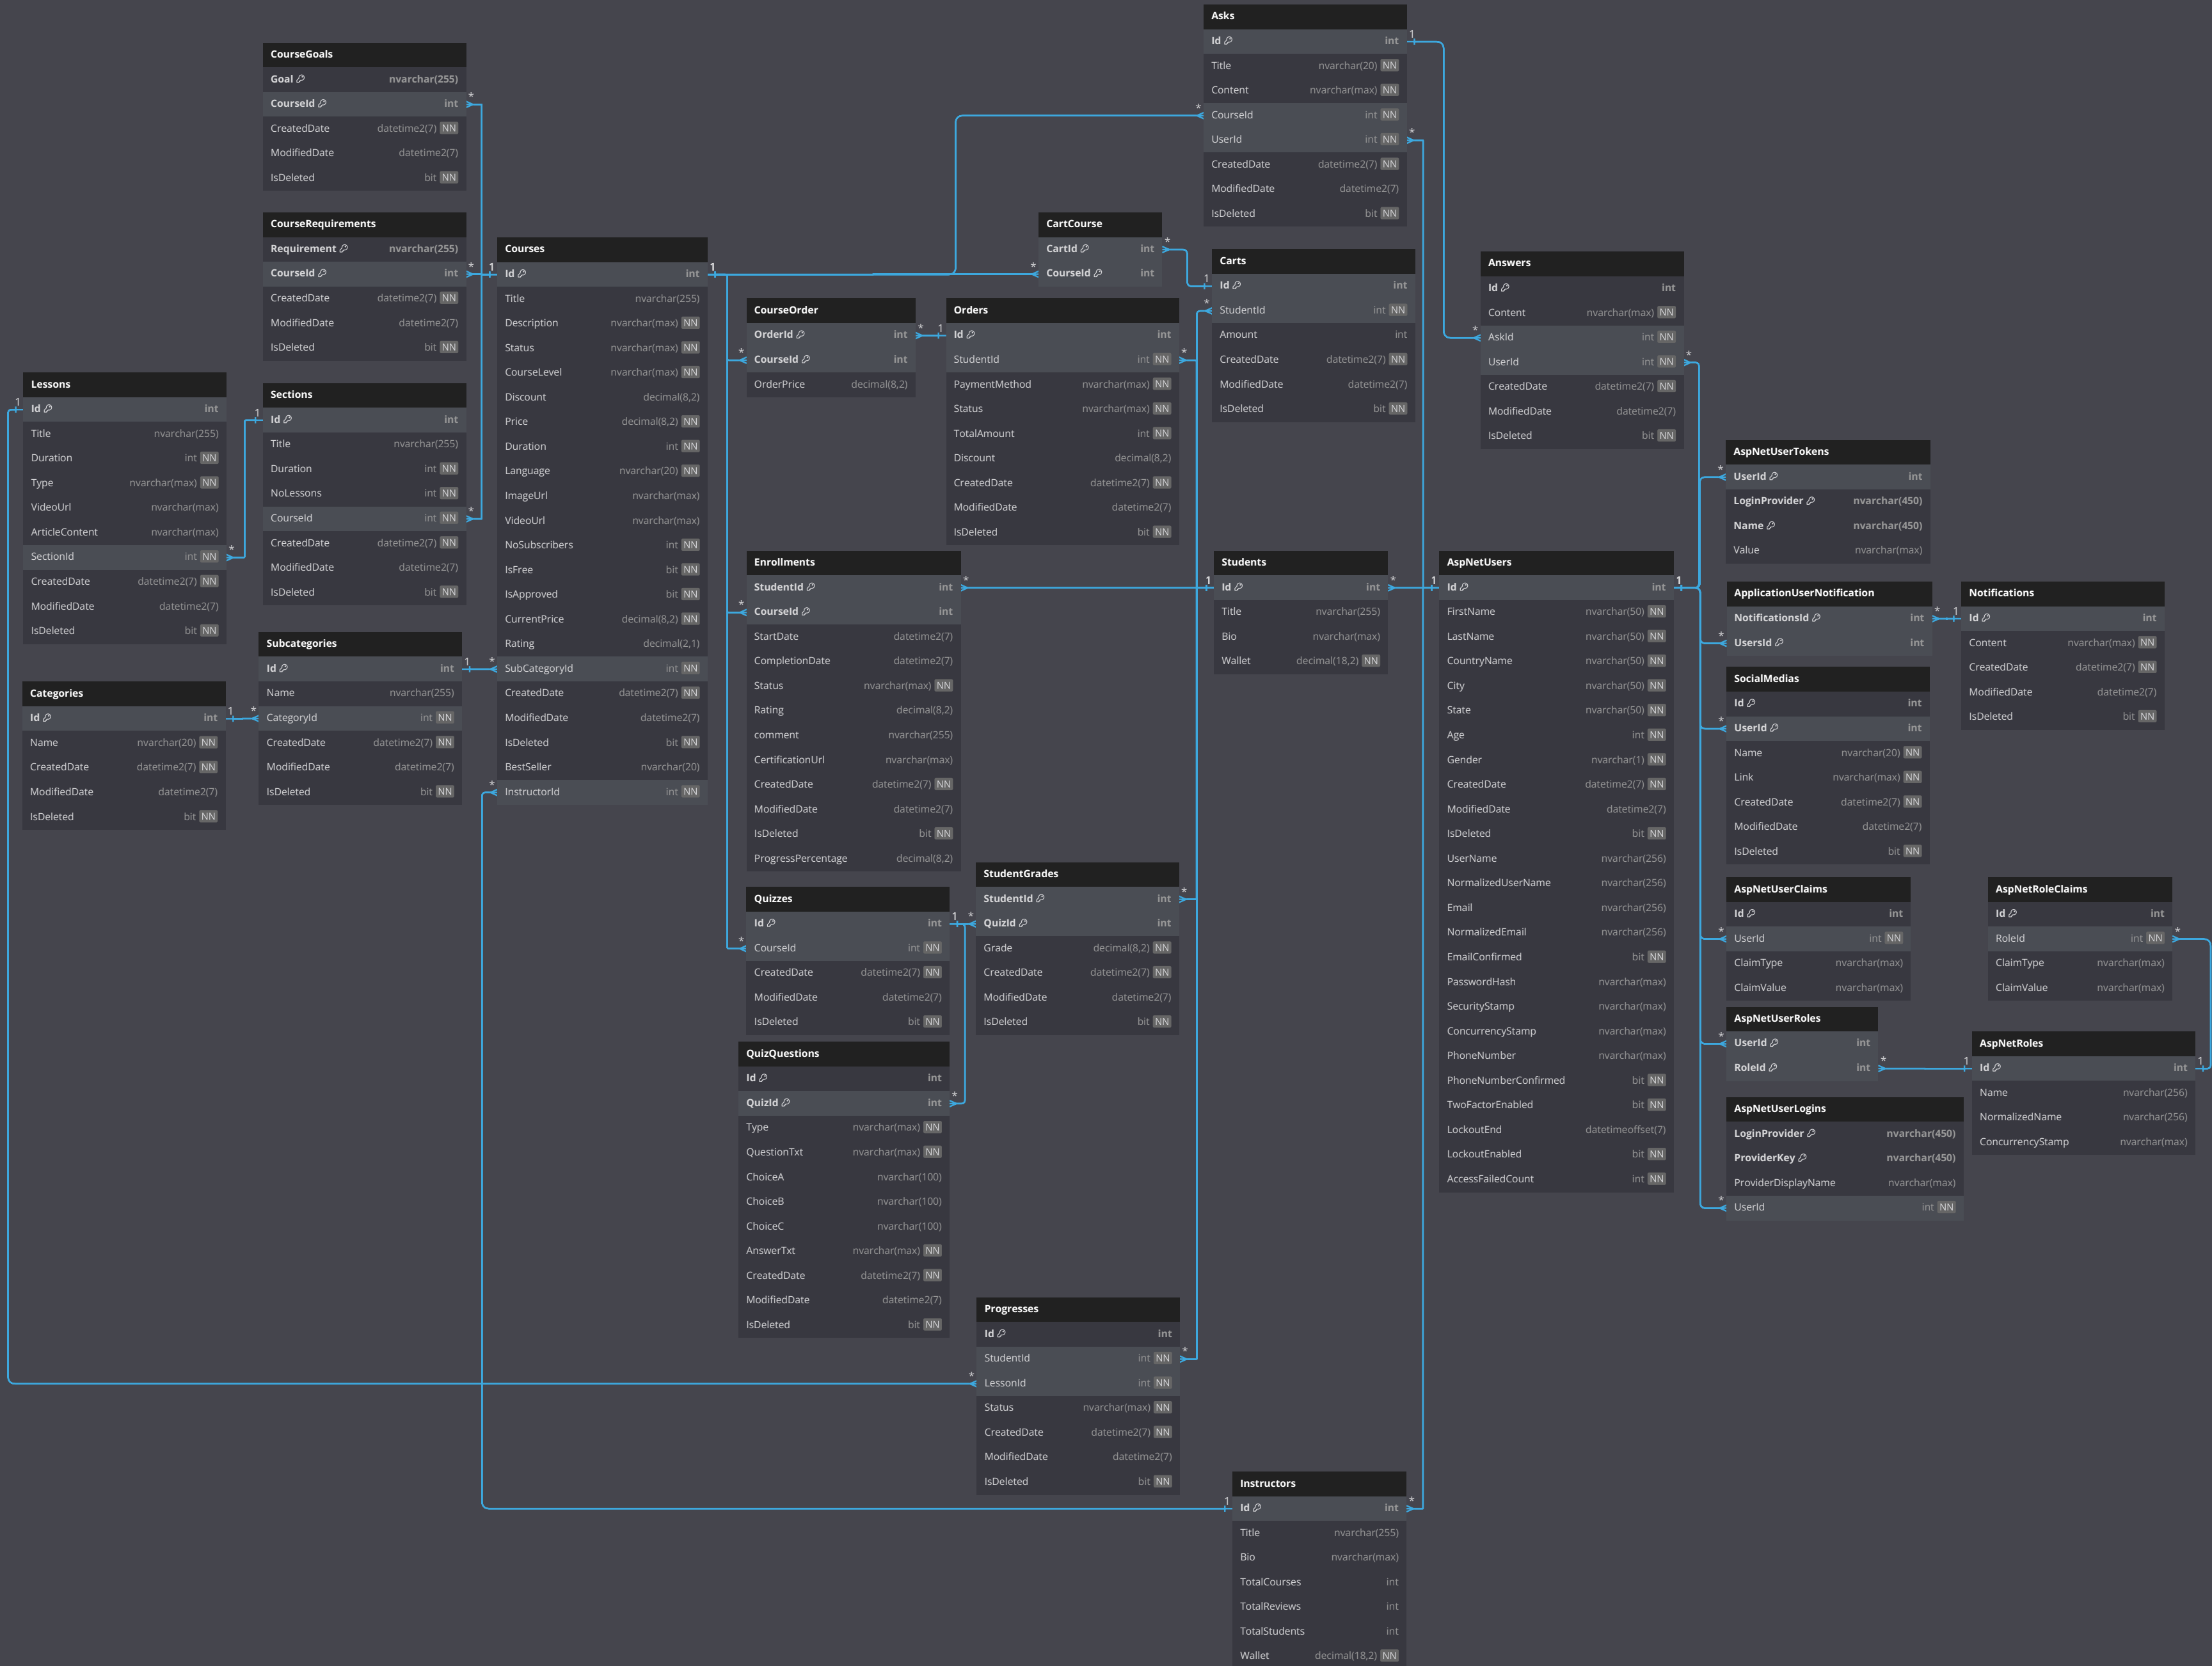 Asks
Id int
Title nvarchar(20) NN
Content nvarchar(max) NN
CourseId int NN
UserId int NN
CreatedDate datetime2(7) NN
ModifiedDate datetime2(7)
IsDeleted bit NN
CourseGoals
Goal nvarchar(255)
CourseId int
CreatedDate datetime2(7) NN
ModifiedDate datetime2(7)
IsDeleted bit NN
CourseRequirements
Requirement nvarchar(255)
CourseId int
CreatedDate datetime2(7) NN
ModifiedDate datetime2(7)
IsDeleted bit NN
Courses
Id int
Title nvarchar(255)
Description nvarchar(max) NN
Status nvarchar(max) NN
CourseLevel nvarchar(max) NN
Discount decimal(8,2)
Price decimal(8,2) NN
Duration int NN
Language nvarchar(20) NN
ImageUrl nvarchar(max)
VideoUrl nvarchar(max)
NoSubscribers int NN
IsFree bit NN
IsApproved bit NN
CurrentPrice decimal(8,2) NN
Rating decimal(2,1)
SubCategoryId int NN
CreatedDate datetime2(7) NN
ModifiedDate datetime2(7)
IsDeleted bit NN
BestSeller nvarchar(20)
InstructorId int NN
CartCourse
CartId int
CourseId int
Carts
Id int
StudentId int NN
Amount int
CreatedDate datetime2(7) NN
ModifiedDate datetime2(7)
IsDeleted bit NN
Answers
Id int
Content nvarchar(max) NN
AskId int NN
UserId int NN
CreatedDate datetime2(7) NN
ModifiedDate datetime2(7)
IsDeleted bit NN
CourseOrder
OrderId int
CourseId int
OrderPrice decimal(8,2)
Orders
Id int
StudentId int NN
PaymentMethod nvarchar(max) NN
Status nvarchar(max) NN
TotalAmount int NN
Discount decimal(8,2)
CreatedDate datetime2(7) NN
ModifiedDate datetime2(7)
IsDeleted bit NN
Lessons
Id int
Title nvarchar(255)
Duration int NN
Type nvarchar(max) NN
VideoUrl nvarchar(max)
ArticleContent nvarchar(max)
SectionId int NN
CreatedDate datetime2(7) NN
ModifiedDate datetime2(7)
IsDeleted bit NN
Sections
Id int
Title nvarchar(255)
Duration int NN
NoLessons int NN
CourseId int NN
CreatedDate datetime2(7) NN
ModifiedDate datetime2(7)
IsDeleted bit NN
AspNetUserTokens
UserId int
LoginProvider nvarchar(450)
Name nvarchar(450)
Value nvarchar(max)
Enrollments
StudentId int
CourseId int
StartDate datetime2(7)
CompletionDate datetime2(7)
Status nvarchar(max) NN
Rating decimal(8,2)
comment nvarchar(255)
CertificationUrl nvarchar(max)
CreatedDate datetime2(7) NN
ModifiedDate datetime2(7)
IsDeleted bit NN
ProgressPercentage decimal(8,2)
Students
Id int
Title nvarchar(255)
Bio nvarchar(max)
Wallet decimal(18,2) NN
AspNetUsers
Id int
FirstName nvarchar(50) NN
LastName nvarchar(50) NN
CountryName nvarchar(50) NN
City nvarchar(50) NN
State nvarchar(50) NN
Age int NN
Gender nvarchar(1) NN
CreatedDate datetime2(7) NN
ModifiedDate datetime2(7)
IsDeleted bit NN
UserName nvarchar(256)
NormalizedUserName nvarchar(256)
Email nvarchar(256)
NormalizedEmail nvarchar(256)
EmailConfirmed bit NN
PasswordHash nvarchar(max)
SecurityStamp nvarchar(max)
ConcurrencyStamp nvarchar(max)
PhoneNumber nvarchar(max)
PhoneNumberConfirmed bit NN
TwoFactorEnabled bit NN
LockoutEnd datetimeoffset(7)
LockoutEnabled bit NN
AccessFailedCount int NN
ApplicationUserNotification
NotificationsId int
UsersId int
Notifications
Id int
Content nvarchar(max) NN
CreatedDate datetime2(7) NN
ModifiedDate datetime2(7)
IsDeleted bit NN
Subcategories
Id int
Name nvarchar(255)
CategoryId int NN
CreatedDate datetime2(7) NN
ModifiedDate datetime2(7)
IsDeleted bit NN
Categories
Id int
Name nvarchar(20) NN
CreatedDate datetime2(7) NN
ModifiedDate datetime2(7)
IsDeleted bit NN
SocialMedias
Id int
UserId int
Name nvarchar(20) NN
Link nvarchar(max) NN
CreatedDate datetime2(7) NN
ModifiedDate datetime2(7)
IsDeleted bit NN
StudentGrades
StudentId int
QuizId int
Grade decimal(8,2) NN
CreatedDate datetime2(7) NN
ModifiedDate datetime2(7)
IsDeleted bit NN
Quizzes
Id int
CourseId int NN
CreatedDate datetime2(7) NN
ModifiedDate datetime2(7)
IsDeleted bit NN
AspNetUserClaims
Id int
UserId int NN
ClaimType nvarchar(max)
ClaimValue nvarchar(max)
AspNetRoleClaims
Id int
RoleId int NN
ClaimType nvarchar(max)
ClaimValue nvarchar(max)
AspNetUserRoles
UserId int
RoleId int
AspNetRoles
Id int
Name nvarchar(256)
NormalizedName nvarchar(256)
ConcurrencyStamp nvarchar(max)
QuizQuestions
Id int
QuizId int
Type nvarchar(max) NN
QuestionTxt nvarchar(max) NN
ChoiceA nvarchar(100)
ChoiceB nvarchar(100)
ChoiceC nvarchar(100)
AnswerTxt nvarchar(max) NN
CreatedDate datetime2(7) NN
ModifiedDate datetime2(7)
IsDeleted bit NN
AspNetUserLogins
LoginProvider nvarchar(450)
ProviderKey nvarchar(450)
ProviderDisplayName nvarchar(max)
UserId int NN
Progresses
Id int
StudentId int NN
LessonId int NN
Status nvarchar(max) NN
CreatedDate datetime2(7) NN
ModifiedDate datetime2(7)
IsDeleted bit NN
Instructors
Id int
Title nvarchar(255)
Bio nvarchar(max)
TotalCourses int
TotalReviews int
TotalStudents int
Wallet decimal(18,2) NN